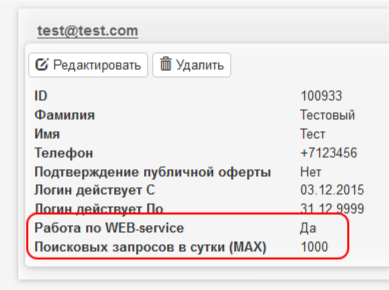 test@test.com
Редактировать Удалить
ID 100933
Фамилия Тестовый
Имя Тест
Телефон +7123456
Подтверждение публичной оферты Нет
Логин действует С 03.12.2015
Логин действует По 31.12.9999
Работа по WEB-service Да
Поисковых запросов в сутки (MAX) 1000